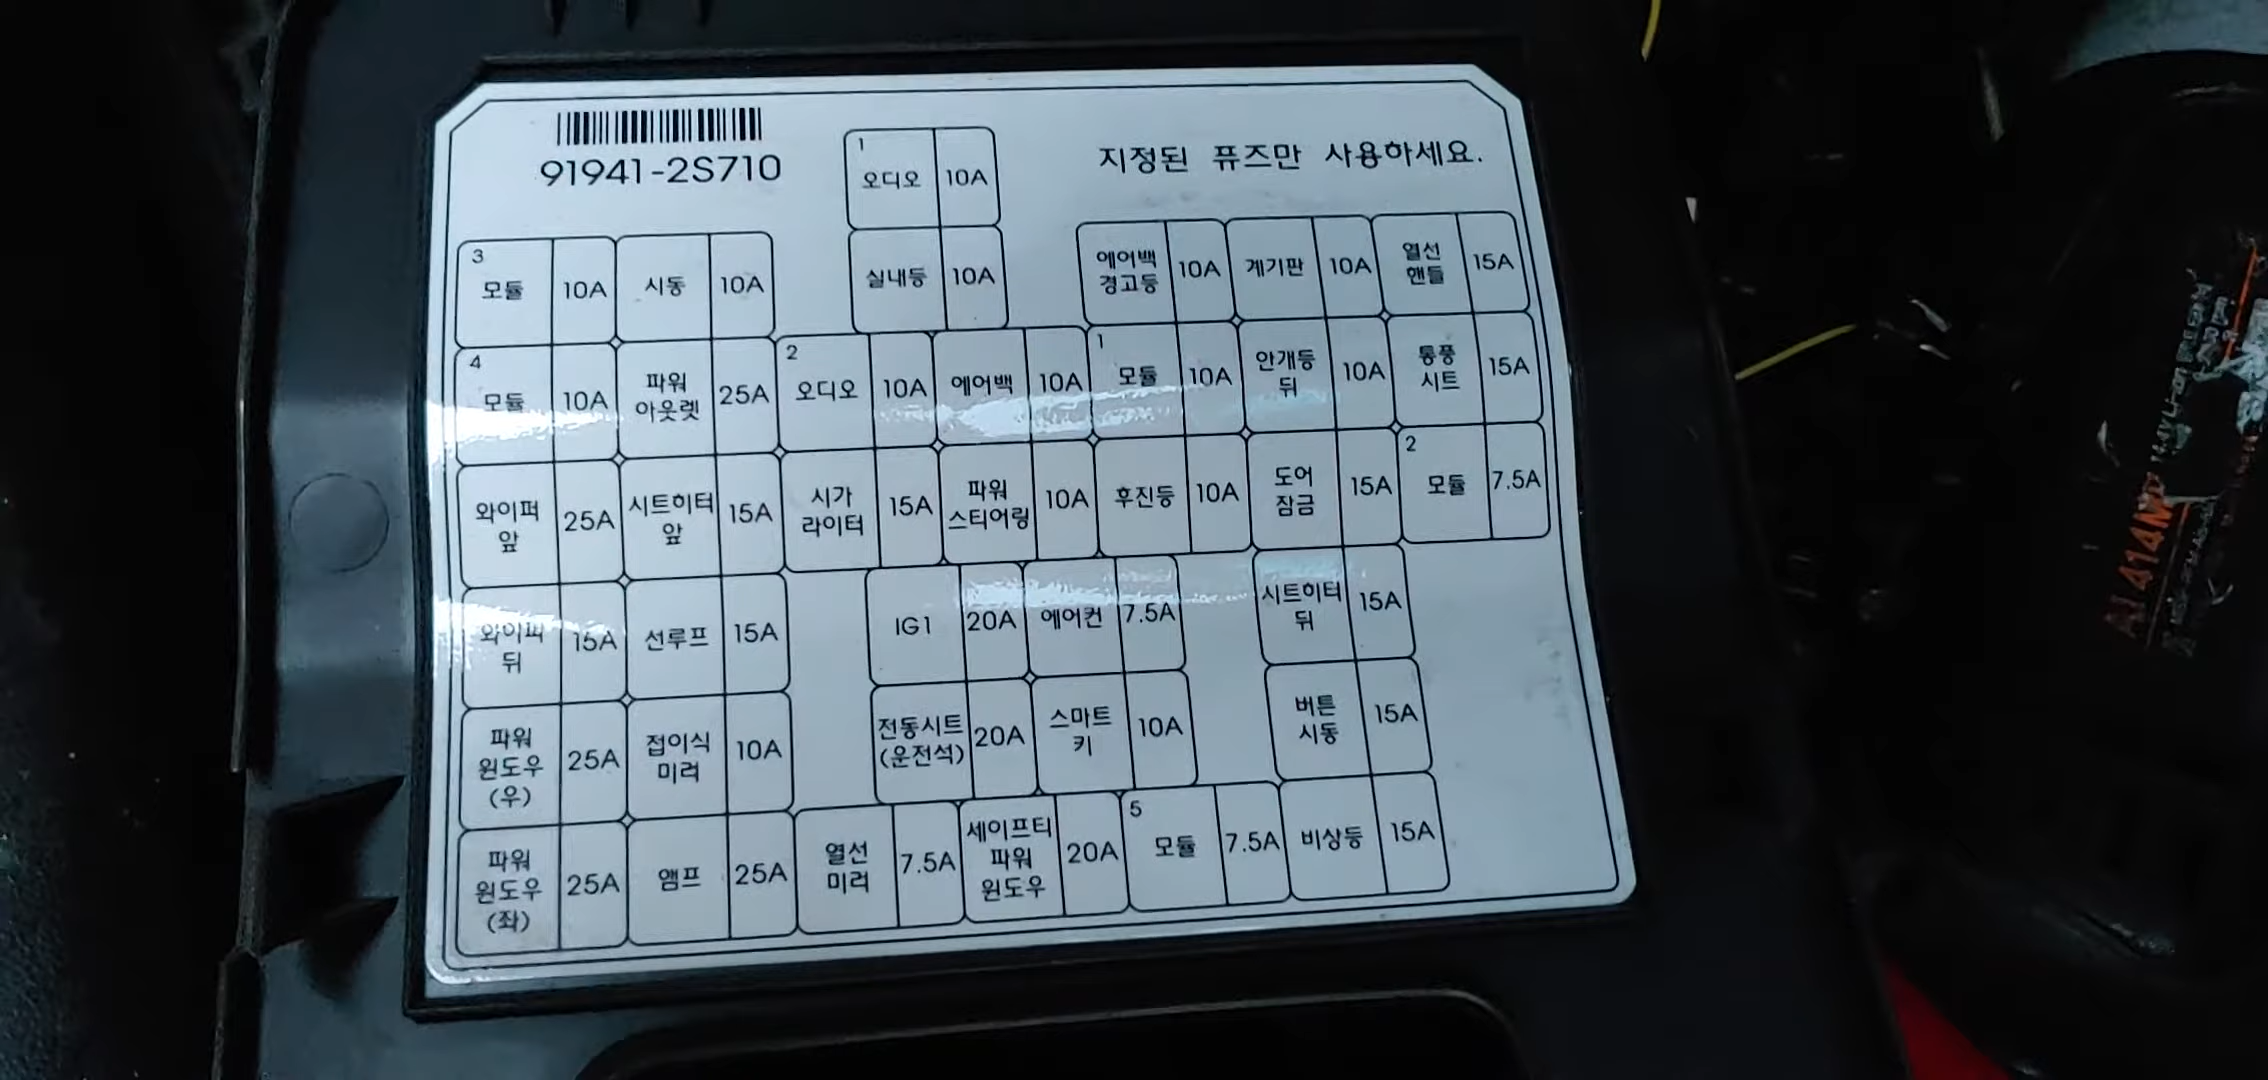 91941-2S710
1
오디오 10A
지정된 퓨즈만 사용하세요.
실내등 10A
3
모듈 10A 시동 10A
에어백
경고등 10A 계기판 10A 열선
핸들 15A
4
모듈 10A 파워
아웃렛 25A
2
오디오 10A 에어백 10A
1
모듈 10A 안개등
뒤 10A 통풍
시트 15A
와이퍼
앞 25A 시트히터
앞 15A 시가
라이터 15A 파워
스티어링 10A 후진등 10A 도어
잠금 15A
2
모듈 7.5A
와이퍼
뒤 15A 선루프 15A IG1 20A 에어컨 7.5A 시트히터
뒤 15A
파워
윈도우
(우) 25A 접이식
미러 10A 전동시트
(운전석) 20A 스마트
키 10A 버튼
시동 15A
파워
윈도우
(좌) 25A 앰프 25A 열선
미러 7.5A 세이프티
파워
윈도우 20A
5
모듈 7.5A 비상등 15A
14.4V Li-ion